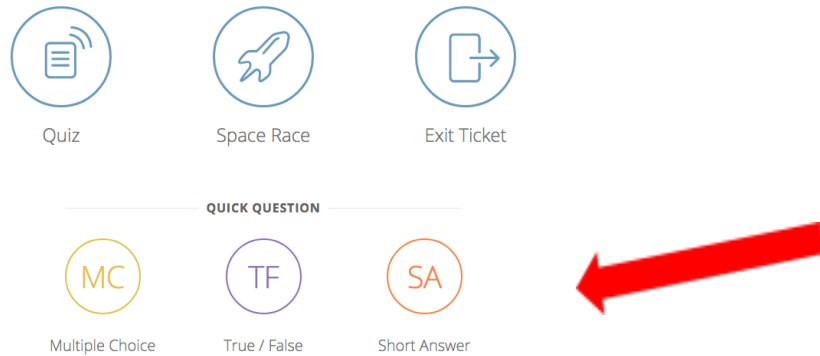 Quiz Space Race Exit Ticket
QUICK QUESTION
MC TF SA
Multiple Choice True / False Short Answer